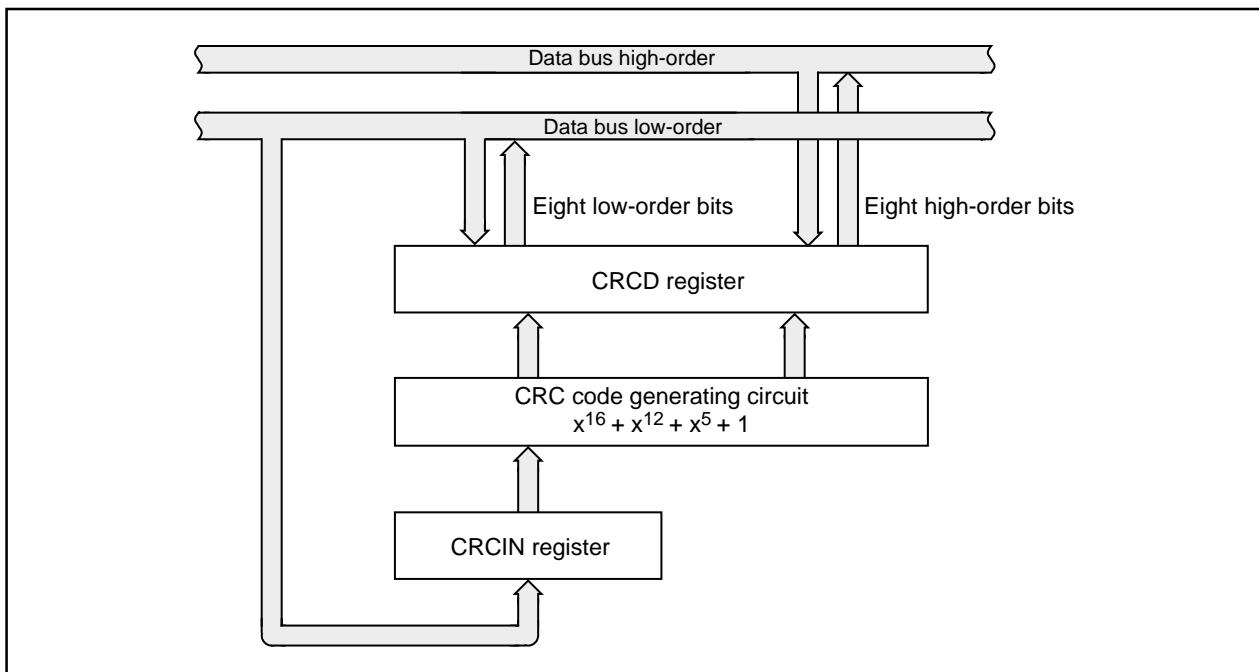 Data bus high-order
Data bus low-order
Eight low-order bits
Eight high-order bits
CRCD register
CRC code generating circuit
x¹⁶ + x¹² + x⁵ + 1
CRCIN register